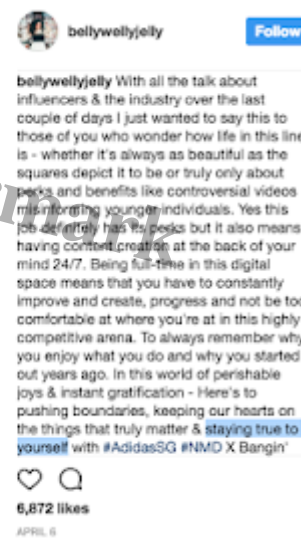 bellywellyjelly
Follow
bellywellyjelly With all the talk about
influencers & the industry over the last
couple of days I just wanted to say this to
those of you who wonder how life in this line
is - whether it's always as beautiful as the
squares depict it to be or truly only about
perks and benefits like controversial videos
misinforming younger individuals. Yes this
job definitely has its perks but it also means
having content creation at the back of your
mind 24/7. Being full-time in this digital
space means that you have to constantly
improve and create, progress and not be too
comfortable at where you're at in this highly
competitive arena. To always remember why
you enjoy what you do and why you started
out years ago. In this world of perishable
joys & instant gratification - Here's to
pushing boundaries, keeping our hearts on
the things that truly matter & staying true to
yourself with #AdidasSG #NMD X Bangin'
6,872 likes
APRIL 6